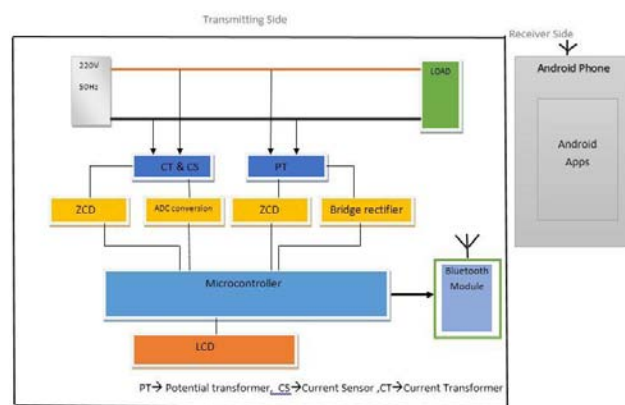 Transmitting Side
Receiver Side
220V
50Hz
LOAD
Android Phone
Android
Apps
CT & CS
PT
ZCD
ADC conversion
ZCD
Bridge rectifier
Bluetooth
Module
Microcontroller
LCD
PT→ Potential transformer, CS→Current Sensor ,CT→Current Transformer